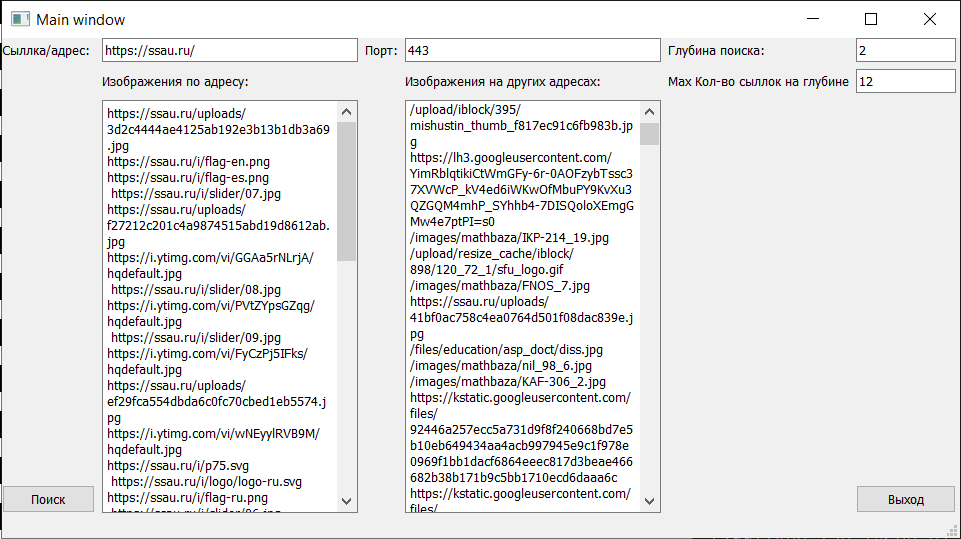 Main window
Сыллка/адрес: https://ssau.ru/ Порт: 443 Глубина поиска: 2
Изображения по адресу: Изображения на других адресах: Мах Кол-во сыллок на глубине 12
https://ssau.ru/uploads/
3d2c4444ae4125ab192e3b13b1db3a69
.jpg
https://ssau.ru/i/flag-en.png
https://ssau.ru/i/flag-es.png
https://ssau.ru/i/slider/07.jpg
https://ssau.ru/uploads/
f27212c201c4a9874515abd19d8612ab.
jpg
https://i.ytimg.com/vi/GGAa5rNLrjA/
hqdefault.jpg
https://ssau.ru/i/slider/08.jpg
https://i.ytimg.com/vi/PVtZYpsGZqg/
hqdefault.jpg
https://ssau.ru/i/slider/09.jpg
https://i.ytimg.com/vi/FyCzPj5IFks/
hqdefault.jpg
https://ssau.ru/uploads/
ef29fca554dbda6c0fc70cbed1eb5574.j
pg
https://i.ytimg.com/vi/wNEyylRVB9M/
hqdefault.jpg
https://ssau.ru/i/p75.svg
https://ssau.ru/i/logo/logo-ru.svg
https://ssau.ru/i/flag-ru.png
https://ssau.ru/i/slider/06.jpg
/upload/iblock/395/
mishustin_thumb_f817ec91c6fb983b.jp
g
https://lh3.googleusercontent.com/
YimRblqtikiCtWmGFy-6r-0AOFzybTssc3
7XVWcP_kV4ed6iWKwOfMbuPY9KvXu3
QZGQM4mhP_SYhhb4-7DISQoloXEmgG
Mw4e7ptPI=s0
/images/mathbaza/IKP-214_19.jpg
/upload/resize_cache/iblock/
898/120_72_1/sfu_logo.gif
/images/mathbaza/FNOS_7.jpg
https://ssau.ru/uploads/
41bf0ac758c4ea0764d501f08dac839e.j
pg
/files/education/asp_doct/diss.jpg
/images/mathbaza/nil_98_6.jpg
/images/mathbaza/KAF-306_2.jpg
https://kstatic.googleusercontent.com/
files/
92446a257ecc5a731d9f8f240668bd7e5
b10eb649434aa4acb997945e9c1f978e
0969f1bb1dacf6864eeec817d3beae466
682b38b171b9c5bb1710ecd6daaa6c
https://kstatic.googleusercontent.com/
files/
Поиск Выход